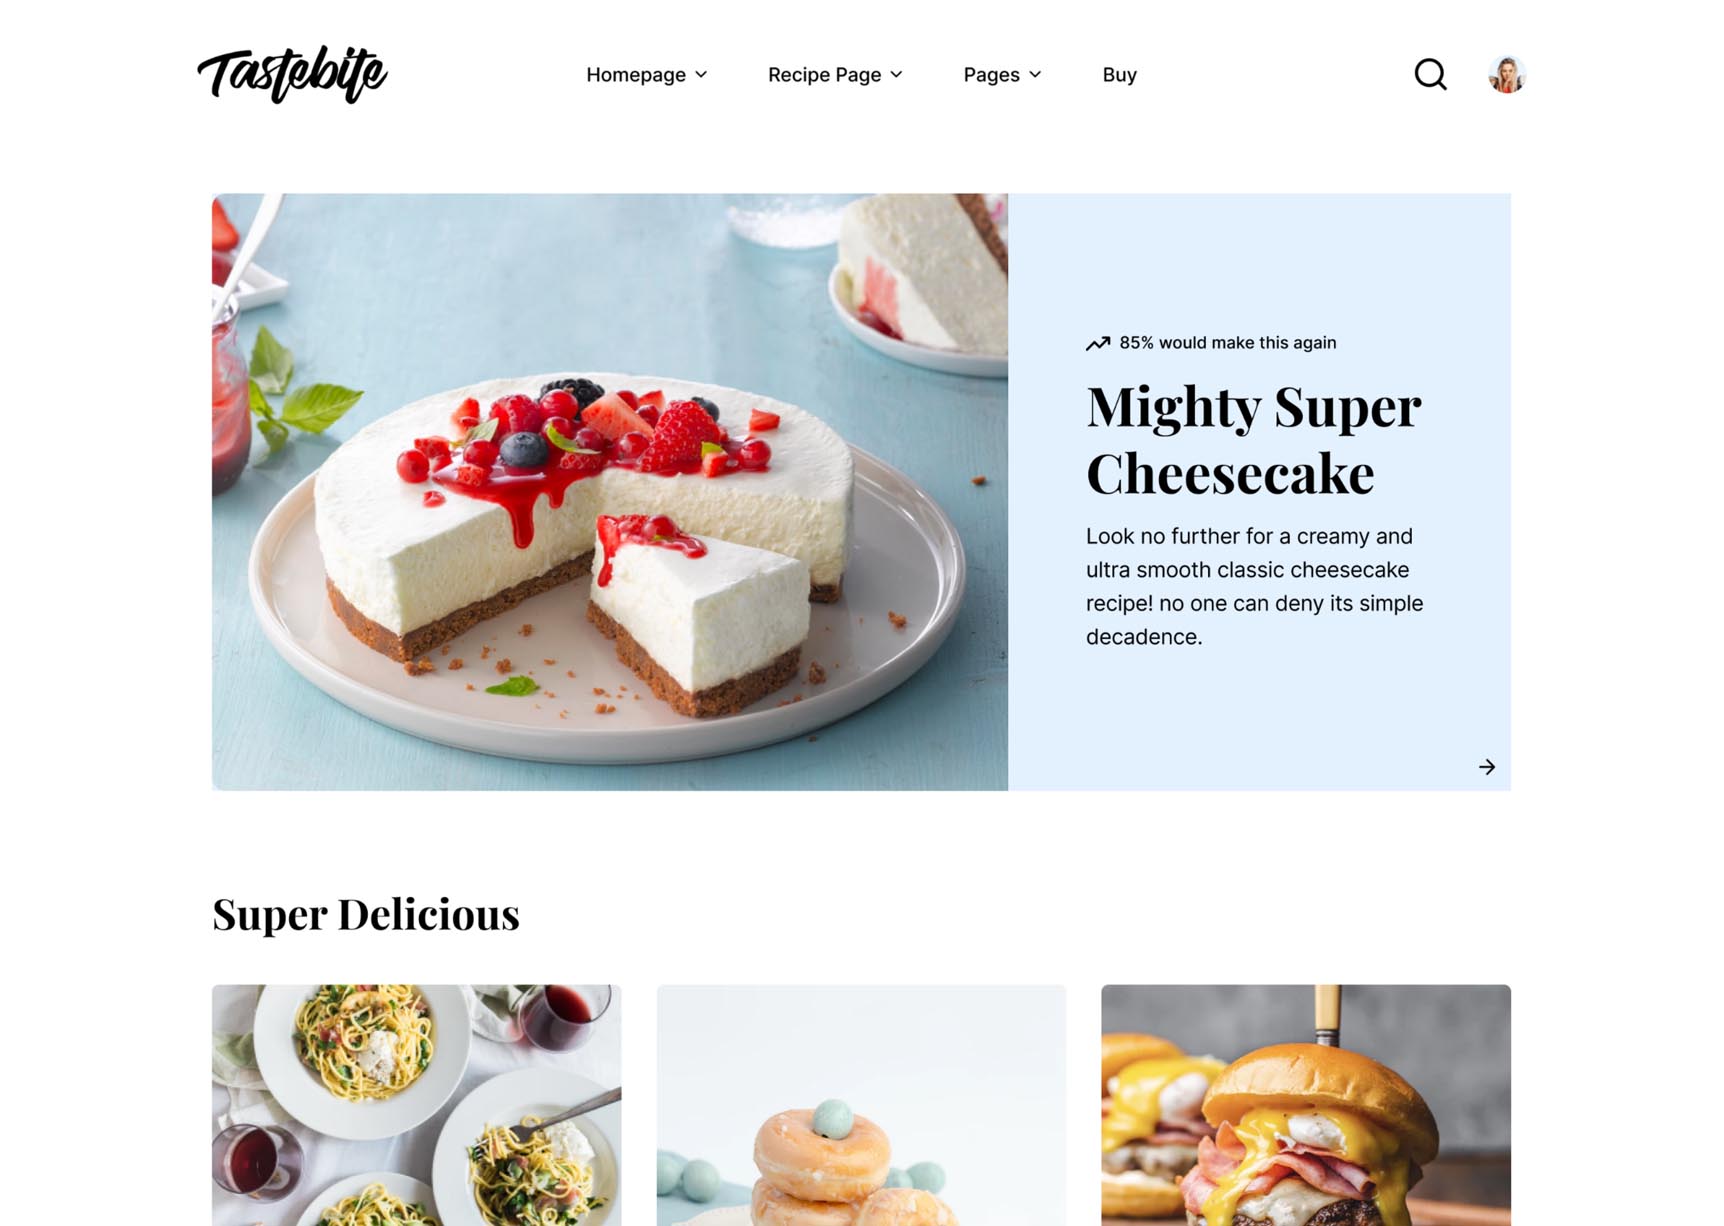 Tastebite
Homepage
Recipe Page
Pages
Buy
85% would make this again
Mighty Super
Cheesecake
Look no further for a creamy and
ultra smooth classic cheesecake
recipe! no one can deny its simple
decadence.
Super Delicious